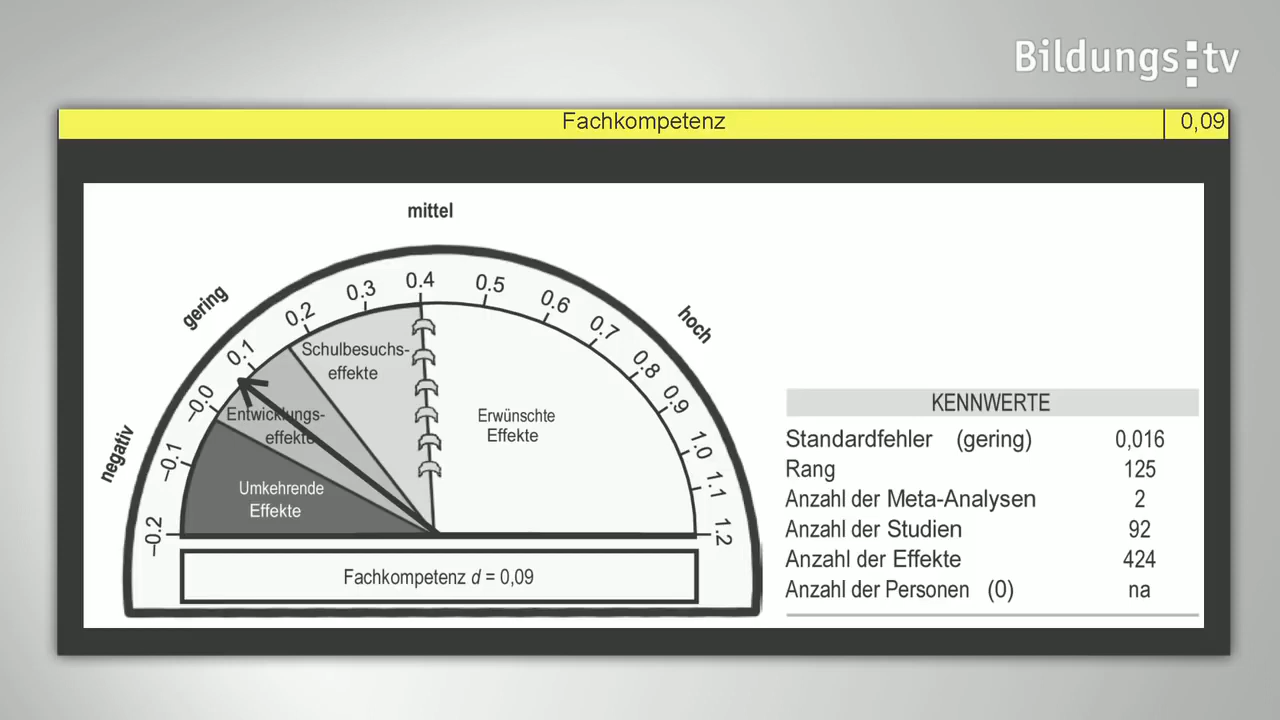 Bildungs:tv
Fachkompetenz 0,09
mittel
gering
hoch
negativ
-0.2
-0.1
-0.0
0.1
0.2
0.3
0.4
0.5
0.6
0.7
0.8
0.9
1.0
1.1
1.2
Schulbesuchs-
effekte
Entwicklungs-
effekte
Umkehrende
Effekte
Erwünschte
Effekte
Fachkompetenz d = 0,09
KENNWERTE
Standardfehler (gering) 0,016
Rang 125
Anzahl der Meta-Analysen 2
Anzahl der Studien 92
Anzahl der Effekte 424
Anzahl der Personen (0) na